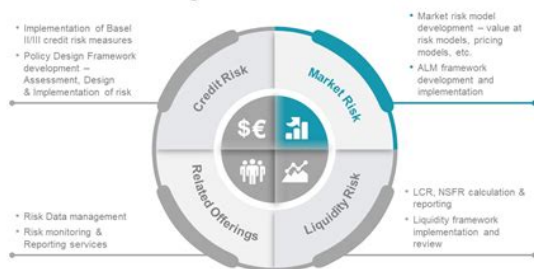 • Implementation of Basel
II/III credit risk measures
• Policy Design Framework
development –
Assessment, Design
& Implementation of risk
• Market risk model
development – value at
risk models, pricing
models, etc.
• ALM framework
development and
implementation
Credit Risk
Market Risk
$€
Related Offerings
Liquidity Risk
• Risk Data management
• Risk monitoring &
Reporting services
• LCR, NSFR calculation &
reporting
• Liquidity framework
implementation and
review